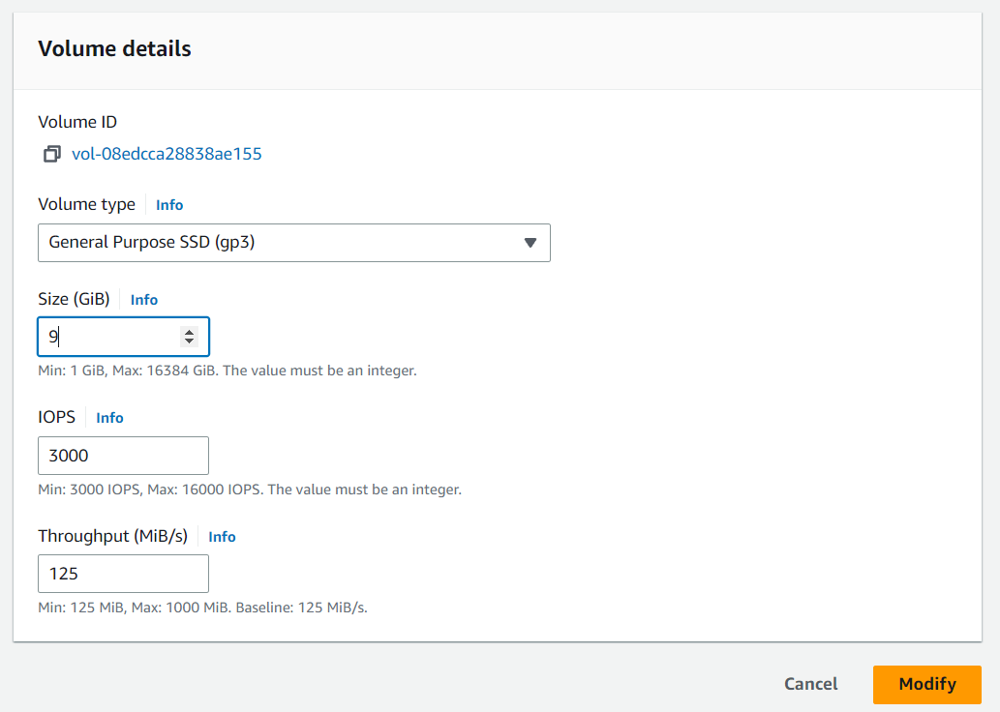 Volume details
Volume ID
vol-08edcca28838ae155
Volume type Info
General Purpose SSD (gp3)
Size (GiB) Info
9
Min: 1 GiB, Max: 16384 GiB. The value must be an integer.
IOPS Info
3000
Min: 3000 IOPS, Max: 16000 IOPS. The value must be an integer.
Throughput (MiB/s) Info
125
Min: 125 MiB, Max: 1000 MiB. Baseline: 125 MiB/s.
Cancel Modify